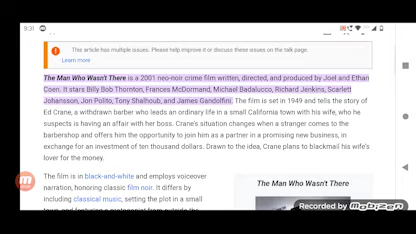 9:31
This article has multiple issues. Please help improve it or discuss these issues on the talk page.
Learn more
The Man Who Wasn't There is a 2001 neo-noir crime film written, directed, and produced by Joel and Ethan
Coen. It stars Billy Bob Thornton, Frances McDormand, Michael Badalucco, Richard Jenkins, Scarlett
Johansson, Jon Polito, Tony Shalhoub, and James Gandolfini. The film is set in 1949 and tells the story of
Ed Crane, a withdrawn barber who leads an ordinary life in a small California town with his wife, who he
suspects is having an affair with her boss. Crane's situation changes when a stranger comes to the
barbershop and offers him the opportunity to join him as a partner in a promising new business, in
exchange for an investment of ten thousand dollars. Drawn to the idea, Crane plans to blackmail his wife's
lover for the money.
The film is in black-and-white and employs voiceover
narration, honoring classic film noir. It differs by
including classical music, setting the plot in a small
The Man Who Wasn't There
Recorded by Mobizen